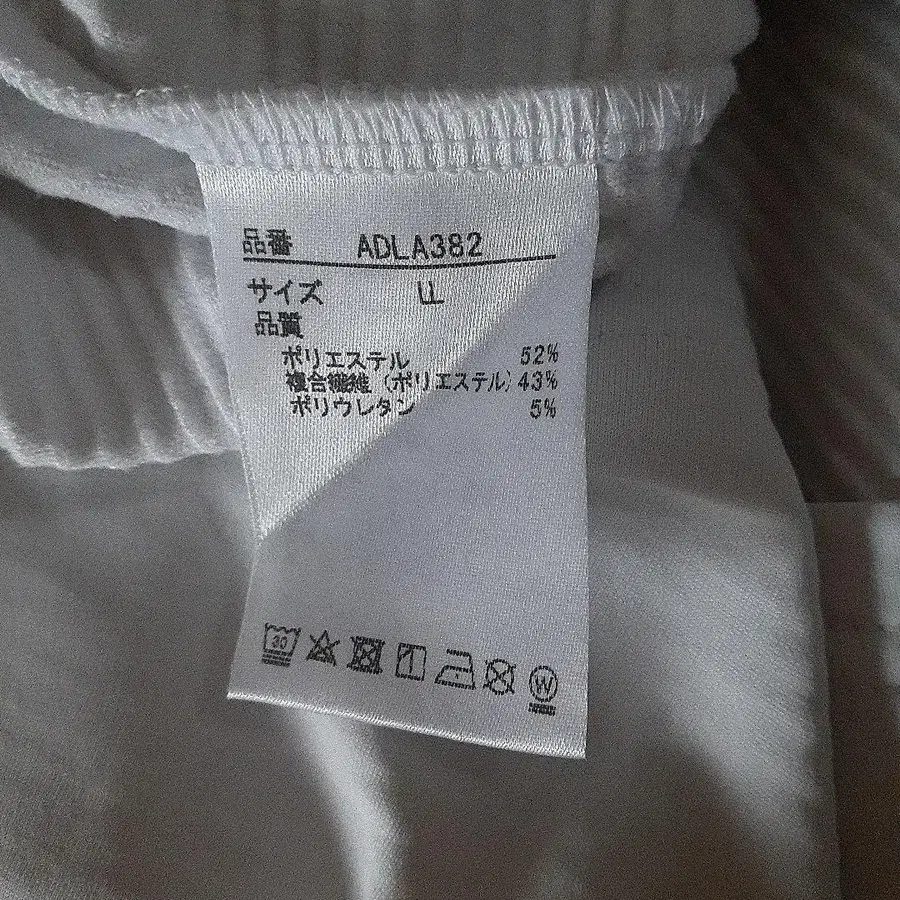 品番 ADLA382
サイズ LL
品質
ポリエステル 52%
複合繊維(ポリエステル) 43%
ポリウレタン 5%
30
W